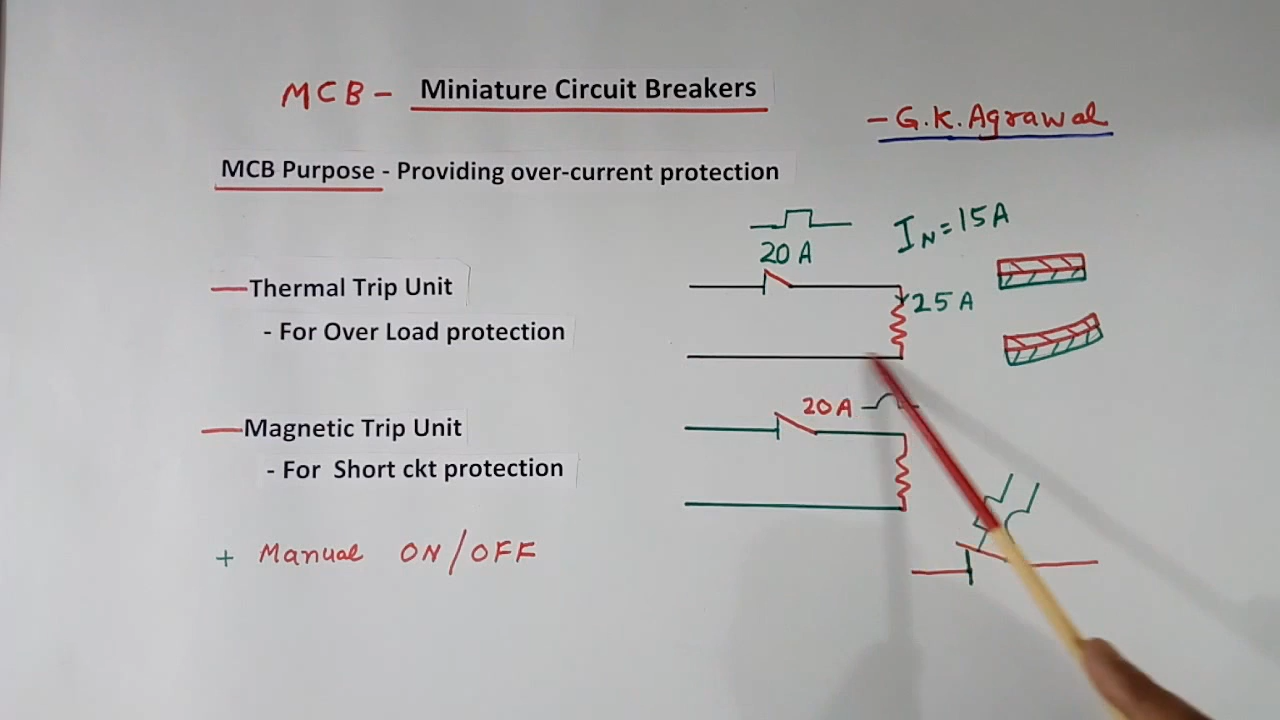 MCB - Miniature Circuit Breakers
- G.K. Agrawal
MCB Purpose - Providing over-current protection
I_N = 15A
20 A
Thermal Trip Unit
25 A
- For Over Load protection
20A
Magnetic Trip Unit
- For Short ckt protection
+ Manual ON/OFF